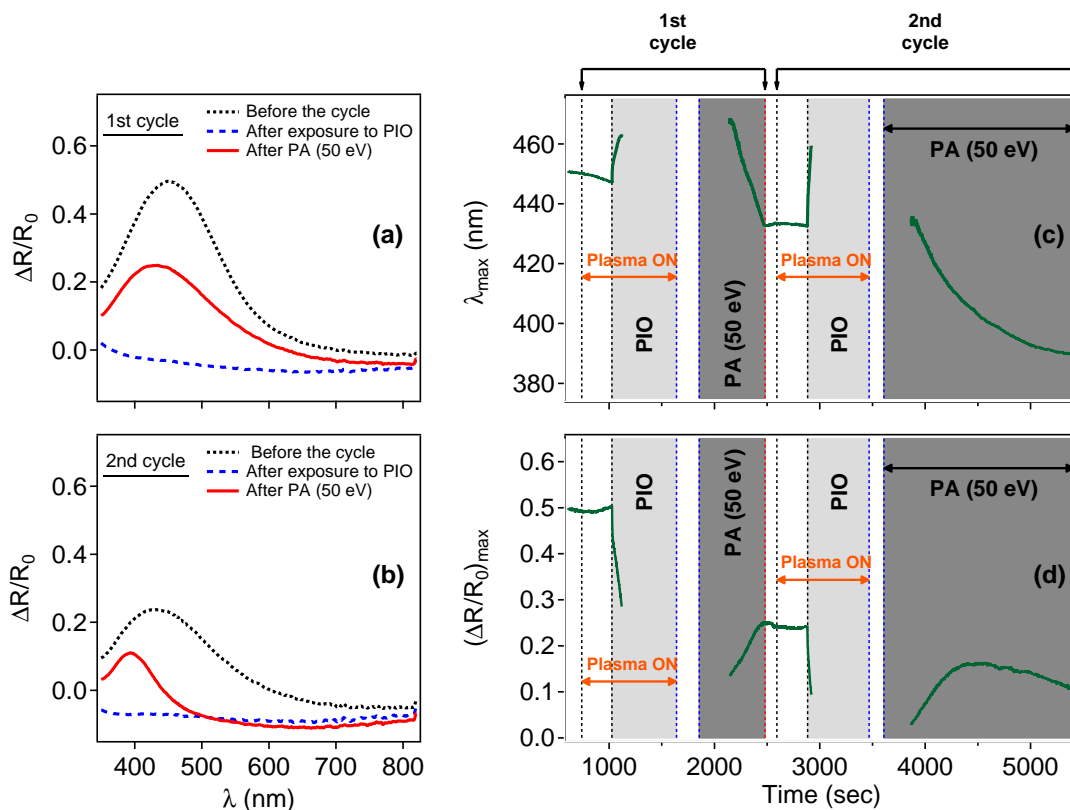 1st
cycle
2nd
cycle
1st cycle
Before the cycle
After exposure to PIO
After PA (50 eV)
(a)
ΔR/R0
0.6
0.4
0.2
0.0
2nd cycle
Before the cycle
After exposure to PIO
After PA (50 eV)
(b)
ΔR/R0
0.6
0.4
0.2
0.0
400
500
600
700
800
λ (nm)
λmax (nm)
460
440
420
400
380
Plasma ON
PIO
PA (50 eV)
Plasma ON
PIO
PA (50 eV)
(c)
(ΔR/R0)max
0.6
0.5
0.4
0.3
0.2
0.1
0.0
PIO
Plasma ON
PA (50 eV)
PIO
Plasma ON
PA (50 eV)
(d)
1000
2000
3000
4000
5000
Time (sec)